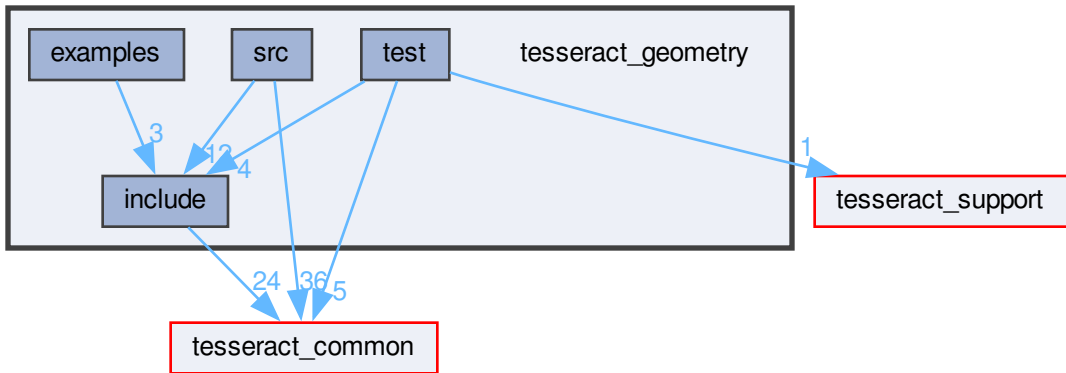 examples
src
test
tesseract_geometry
3
12
4
1
include
tesseract_support
24
36
5
tesseract_common